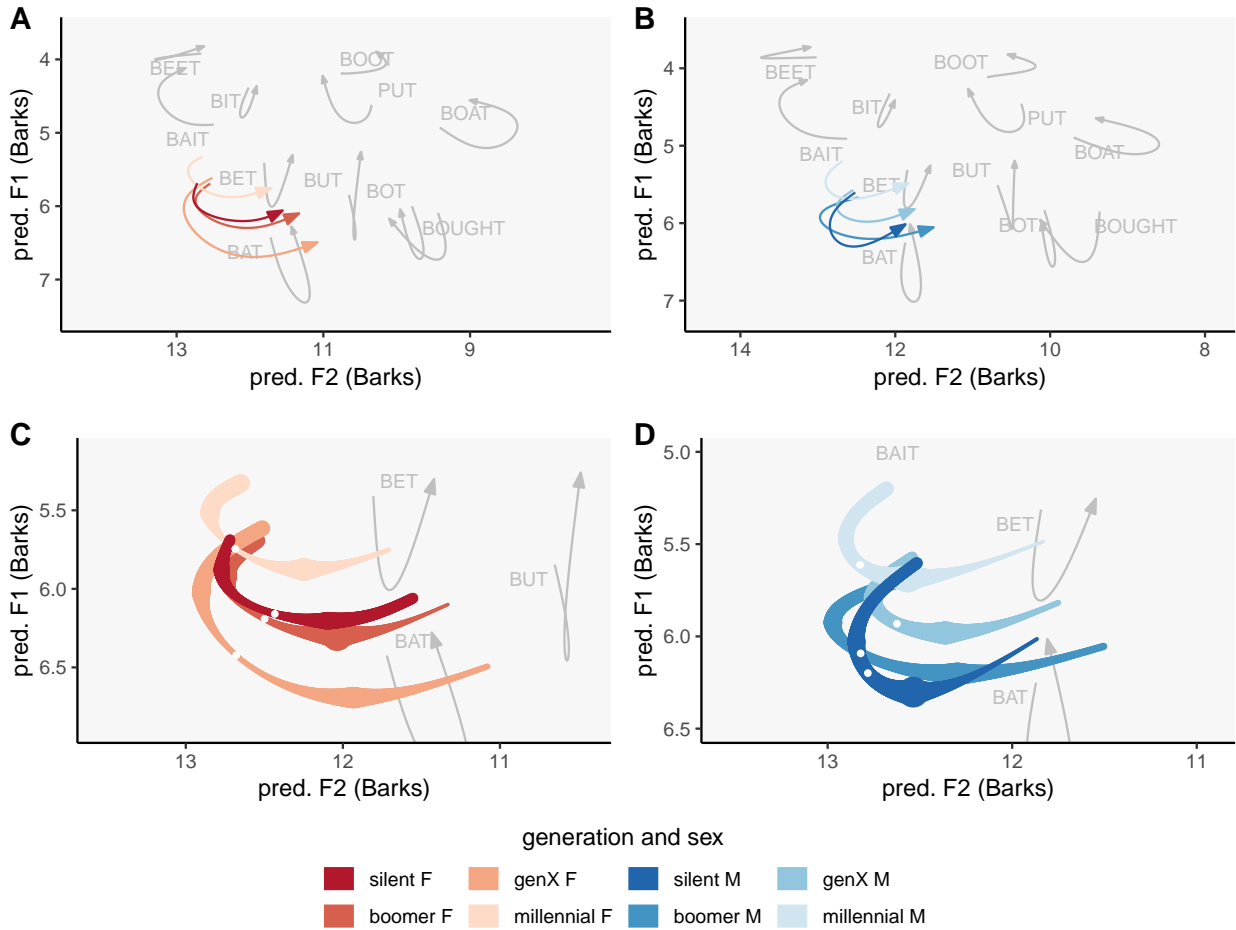 A
B
4
5
6
7
pred. F1 (Barks)
BEET
BOOT
BIT
PUT
BOAT
BAIT
BET
BUT
BOT
BOUGHT
BAT
13
11
9
pred. F2 (Barks)
4
5
6
7
pred. F1 (Barks)
BEET
BOOT
BIT
PUT
BAIT
BOAT
BET
BUT
BOT
BOUGHT
BAT
14
12
10
8
pred. F2 (Barks)
C
D
5.5
6.0
6.5
pred. F1 (Barks)
BET
BUT
BAT
13
12
11
pred. F2 (Barks)
5.0
5.5
6.0
6.5
pred. F1 (Barks)
BAIT
BET
BAT
13
12
11
pred. F2 (Barks)
generation and sex
silent F
genX F
silent M
genX M
boomer F
millennial F
boomer M
millennial M